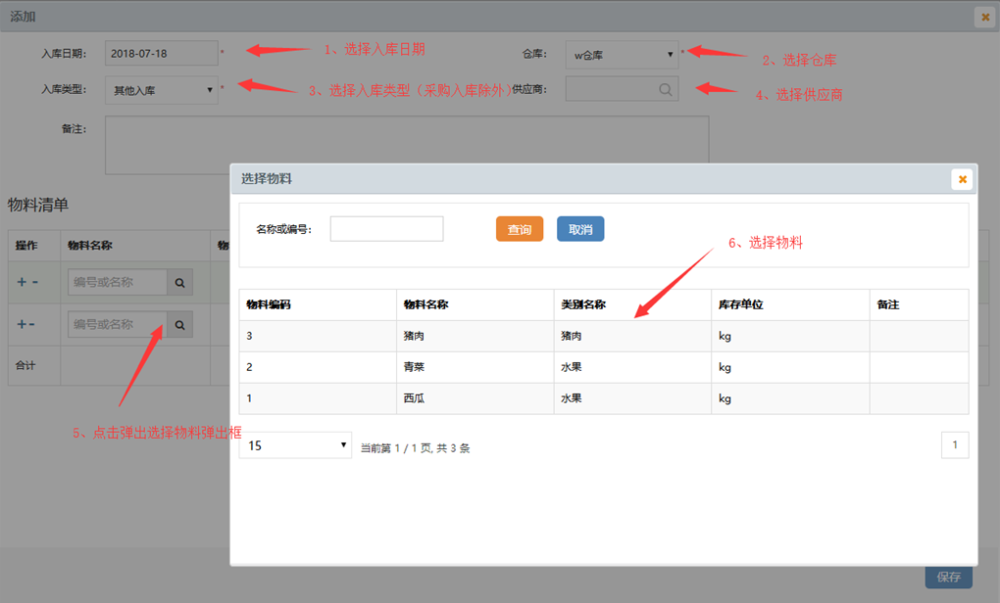 添加
入库日期： 2018-07-18 * 1、选择入库日期 仓库： w仓库 * 2、选择仓库
入库类型： 其他入库 * 3、选择入库类型（采购入库除外） 供应商： 4、选择供应商
备注：
选择物料
物料清单
名称或编号： 查询 取消
操作 物料名称 物
6、选择物料
+ - 编号或名称
物料编码 物料名称 类别名称 库存单位 备注
+ - 编号或名称
3 猪肉 猪肉 kg
合计
2 青菜 水果 kg
1 西瓜 水果 kg
5、点击弹出选择物料弹出框
15 当前第 1 / 1 页, 共 3 条 1
保存